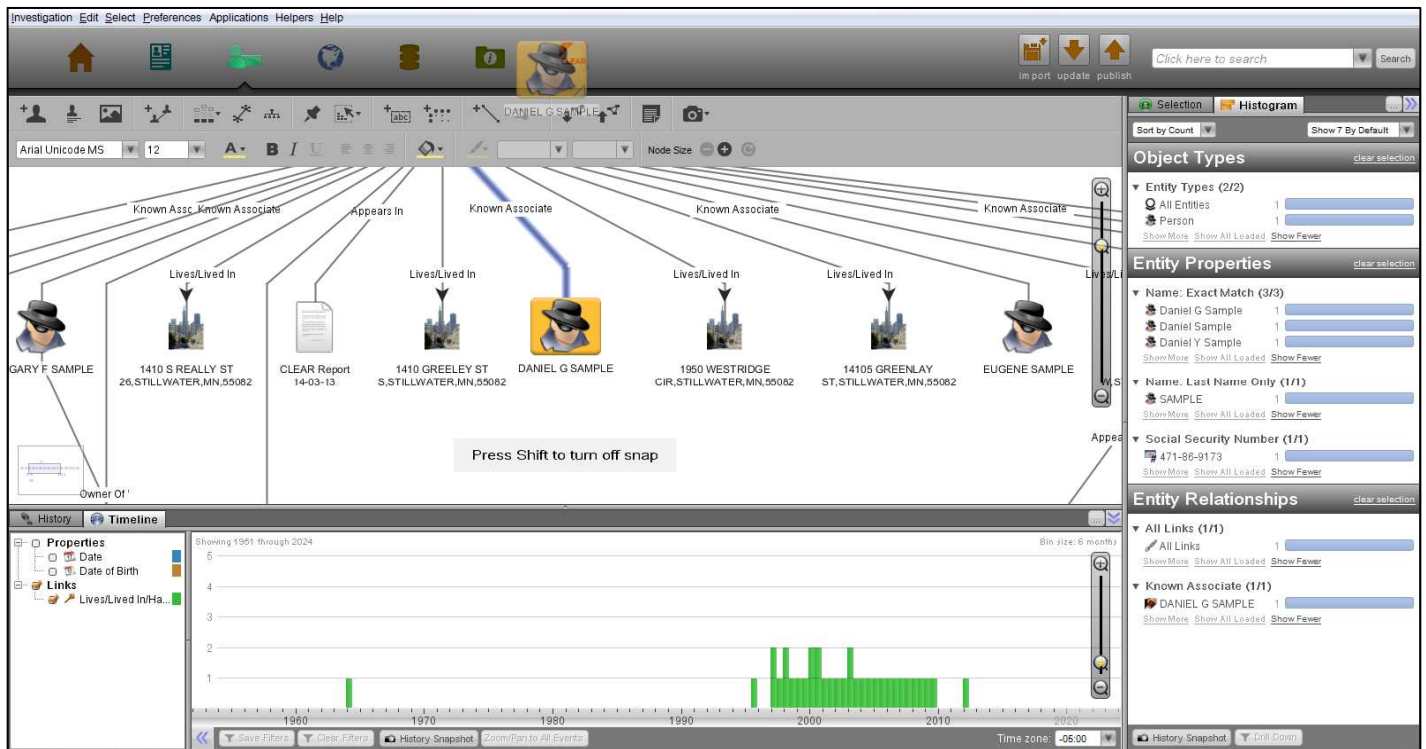 Investigation Edit Select Preferences Applications Helpers Help
CLEAR
import update publish
Click here to search
Search
abc
DANIEL G SAMPLE
Selection
Histogram
...
Arial Unicode MS
12
A
B I U
Node Size
Sort by Count
Show 7 By Default
Object Types
clear selection
Entity Types (2/2)
All Entities 1
Person 1
Show More Show All Loaded Show Fewer
Entity Properties
clear selection
Name: Exact Match (3/3)
Daniel G Sample 1
Daniel Sample 1
Daniel Y Sample 1
Show More Show All Loaded Show Fewer
Name: Last Name Only (1/1)
SAMPLE 1
Show More Show All Loaded Show Fewer
Social Security Number (1/1)
471-86-9173 1
Show More Show All Loaded Show Fewer
Entity Relationships
clear selection
All Links (1/1)
All Links 1
Show More Show All Loaded Show Fewer
Known Associate (1/1)
DANIEL G SAMPLE 1
Show More Show All Loaded Show Fewer
History Snapshot
Drill Down
Known Assc Known Associate
Appears In
Known Associate
Known Associate
Known Associate
Lives/Lived In
Lives/Lived In
Lives/Lived In
Lives/Lived In
Lives/Li
GARY F SAMPLE
1410 S REALLY ST
26,STILLWATER,MN,55082
CLEAR Report
14-03-13
1410 GREELEY ST
S,STILLWATER,MN,55082
DANIEL G SAMPLE
1950 WESTRIDGE
CIR,STILLWATER,MN,55082
14105 GREENLAY
ST,STILLWATER,MN,55082
EUGENE SAMPLE
Press Shift to turn off snap
Appea
Owner Of
History
Timeline
...
Properties
Date
Date of Birth
Links
Lives/Lived In/Ha...
Showing 1951 through 2024
Bin size: 6 months
5
4
3
2
1
1960 1970 1980 1990 2000 2010 2020
Save Filters
Clear Filters
History Snapshot
Zoom/Pan to All Events
Time zone: -05:00